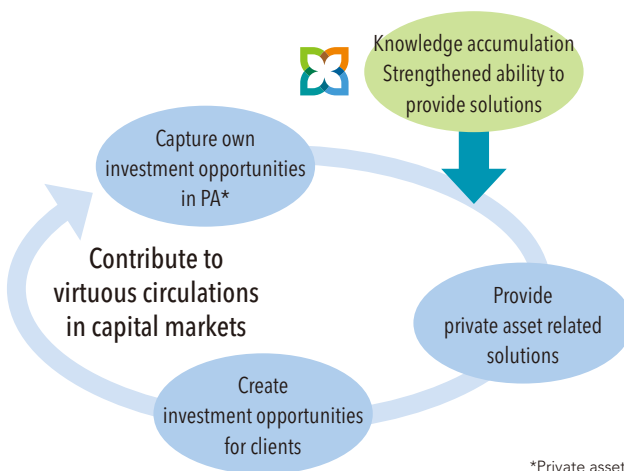 Knowledge accumulation
Strengthened ability to
provide solutions
Capture own
investment opportunities
in PA*
Contribute to
virtuous circulations
in capital markets
Provide
private asset related
solutions
Create
investment opportunities
for clients
*Private asset